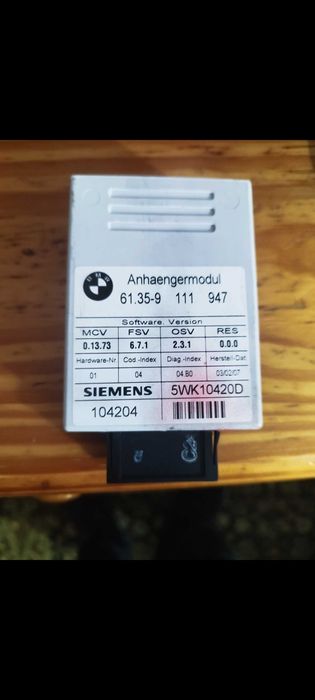 BMW
Anhaengermodul
61.35-9 111 947
Software. Version
MCV FSV OSV RES
0.13.73 6.7.1 2.3.1 0.0.0
Hardware-Nr Cod.-Index Diag.-Index Herstell-Dat
01 04 04.B0 03/02/07
SIEMENS 5WK10420D
104204